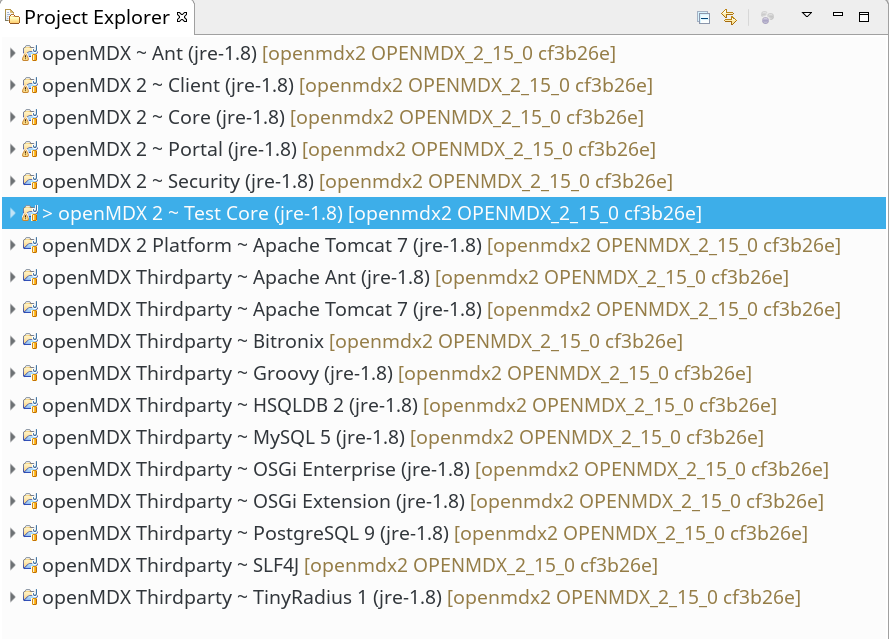 Project Explorer
openMDX ~ Ant (jre-1.8) [openmdx2 OPENMDX_2_15_0 cf3b26e]
openMDX 2 ~ Client (jre-1.8) [openmdx2 OPENMDX_2_15_0 cf3b26e]
openMDX 2 ~ Core (jre-1.8) [openmdx2 OPENMDX_2_15_0 cf3b26e]
openMDX 2 ~ Portal (jre-1.8) [openmdx2 OPENMDX_2_15_0 cf3b26e]
openMDX 2 ~ Security (jre-1.8) [openmdx2 OPENMDX_2_15_0 cf3b26e]
> openMDX 2 ~ Test Core (jre-1.8) [openmdx2 OPENMDX_2_15_0 cf3b26e]
openMDX 2 Platform ~ Apache Tomcat 7 (jre-1.8) [openmdx2 OPENMDX_2_15_0 cf3b26e]
openMDX Thirdparty ~ Apache Ant (jre-1.8) [openmdx2 OPENMDX_2_15_0 cf3b26e]
openMDX Thirdparty ~ Apache Tomcat 7 (jre-1.8) [openmdx2 OPENMDX_2_15_0 cf3b26e]
openMDX Thirdparty ~ Bitronix [openmdx2 OPENMDX_2_15_0 cf3b26e]
openMDX Thirdparty ~ Groovy (jre-1.8) [openmdx2 OPENMDX_2_15_0 cf3b26e]
openMDX Thirdparty ~ HSQLDB 2 (jre-1.8) [openmdx2 OPENMDX_2_15_0 cf3b26e]
openMDX Thirdparty ~ MySQL 5 (jre-1.8) [openmdx2 OPENMDX_2_15_0 cf3b26e]
openMDX Thirdparty ~ OSGi Enterprise (jre-1.8) [openmdx2 OPENMDX_2_15_0 cf3b26e]
openMDX Thirdparty ~ OSGi Extension (jre-1.8) [openmdx2 OPENMDX_2_15_0 cf3b26e]
openMDX Thirdparty ~ PostgreSQL 9 (jre-1.8) [openmdx2 OPENMDX_2_15_0 cf3b26e]
openMDX Thirdparty ~ SLF4J [openmdx2 OPENMDX_2_15_0 cf3b26e]
openMDX Thirdparty ~ TinyRadius 1 (jre-1.8) [openmdx2 OPENMDX_2_15_0 cf3b26e]